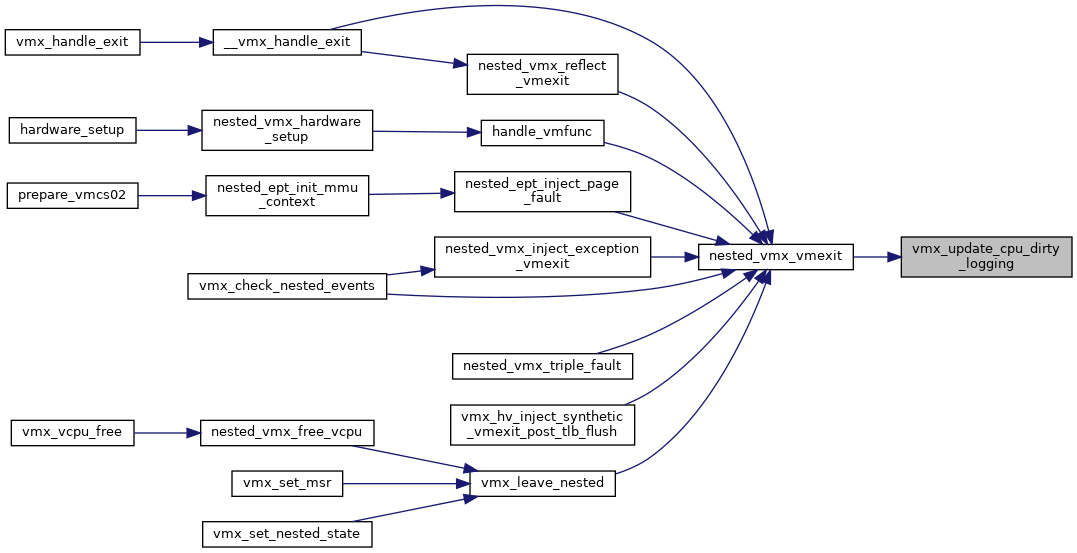 vmx_handle_exit
__vmx_handle_exit
nested_vmx_reflect
_vmexit
hardware_setup
nested_vmx_hardware
_setup
handle_vmfunc
prepare_vmcs02
nested_ept_init_mmu
_context
nested_ept_inject_page
_fault
nested_vmx_inject_exception
_vmexit
vmx_check_nested_events
nested_vmx_vmexit
vmx_update_cpu_dirty
_logging
nested_vmx_triple_fault
vmx_hv_inject_synthetic
_vmexit_post_tlb_flush
vmx_vcpu_free
nested_vmx_free_vcpu
vmx_set_msr
vmx_leave_nested
vmx_set_nested_state